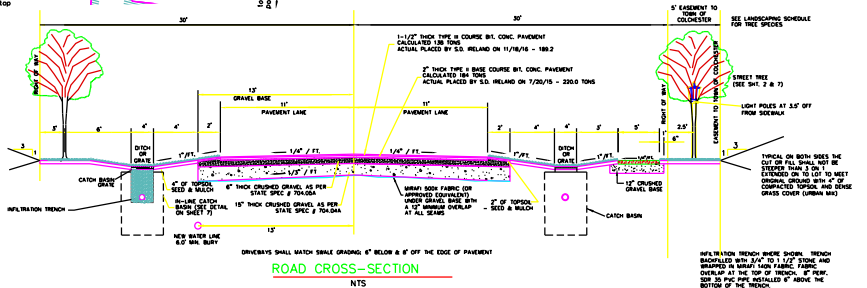 top
30'
30'
5' EASEMENT TO
TOWN OF
COLCHESTER
SEE LANDSCAPING SCHEDULE
FOR TREE SPECIES
1-1/2" THICK TYPE III COURSE BIT. CONC. PAVEMENT
CALCULATED 138 TONS
ACTUAL PLACED BY S.D. IRELAND ON 11/18/16 - 189.2
2" THICK TYPE II BASE COURSE BIT. CONC. PAVEMENT
CALCULATED 184 TONS
ACTUAL PLACED BY S.D. IRELAND ON 7/20/15 - 220.0 TONS
RIGHT OF WAY
RIGHT OF WAY
EASEMENT TO TOWN OF COLCHESTER
STREET TREE
(SEE SHT. 2 & 7)
LIGHT POLES AT 3.5' OFF
FROM SIDEWALK
13'
GRAVEL BASE
11'
PAVEMENT LANE
11'
PAVEMENT LANE
3'
6'
4'
4'
2'
2'
4'
4'
3'
5'
6"
2.5'
DITCH
OR
GRATE
DITCH
OR
GRATE
3
1
1"/FT.
1/4" / FT.
1/4" / FT.
1"/FT.
1"/FT.
1/4"/FT.
1
3
1/3" / FT.
CATCH BASIN
GRATE
INFILTRATION TRENCH
4" OF TOPSOIL
SEED & MULCH
IN-LINE CATCH
BASIN (SEE DETAIL
ON SHEET 7)
6" THICK CRUSHED GRAVEL AS PER
STATE SPEC # 704.05A
15" THICK CRUSHED GRAVEL AS PER
STATE SPEC # 704.04A
MIRAFI 500X FABRIC (OR
APPROVED EQUIVALENT)
UNDER GRAVEL BASE WITH
A 12" MINIMUM OVERLAP
AT ALL SEAMS
2" OF TOPSOIL
SEED & MULCH
12" CRUSHED
GRAVEL BASE
CATCH BASIN
TYPICAL ON BOTH SIDES THE
CUT OR FILL SHALL NOT BE
STEEPER THAN 3 ON 1
EXTENDED ON TO LOT TO MEET
ORIGINAL GROUND WITH 4" OF
COMPACTED TOPSOIL AND DENSE
GRASS COVER (URBAN MIX)
NEW WATER LINE
6.0' MIN. BURY
13'
DRIVEWAYS SHALL MATCH SWALE GRADING; 6" BELOW & 8' OFF THE EDGE OF PAVEMENT
ROAD CROSS-SECTION
NTS
INFILTRATION TRENCH WHERE SHOWN. TRENCH
BACKFILLED WITH 3/4" TO 1 1/2" STONE AND
WRAPPED IN MIRAFI 140N FABRIC. FABRIC
OVERLAP AT THE TOP OF TRENCH. 8" PERF.
SDR 35 PVC PIPE INSTALLED 6" ABOVE THE
BOTTOM OF THE TRENCH.